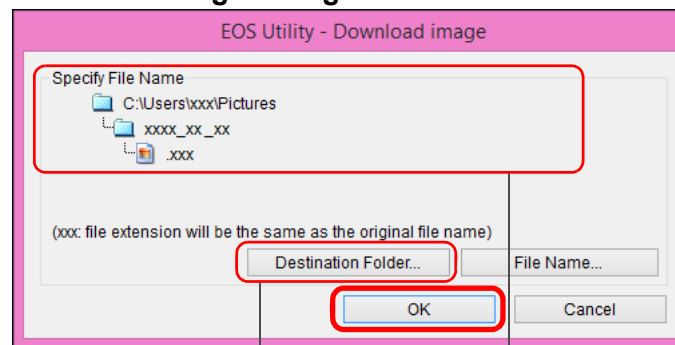 EOS Utility - Download image
Specify File Name
C:\Users\xxx\Pictures
xxxx_xx_xx
.xxx
(xxx: file extension will be the same as the original file name)
Destination Folder...
File Name...
OK
Cancel